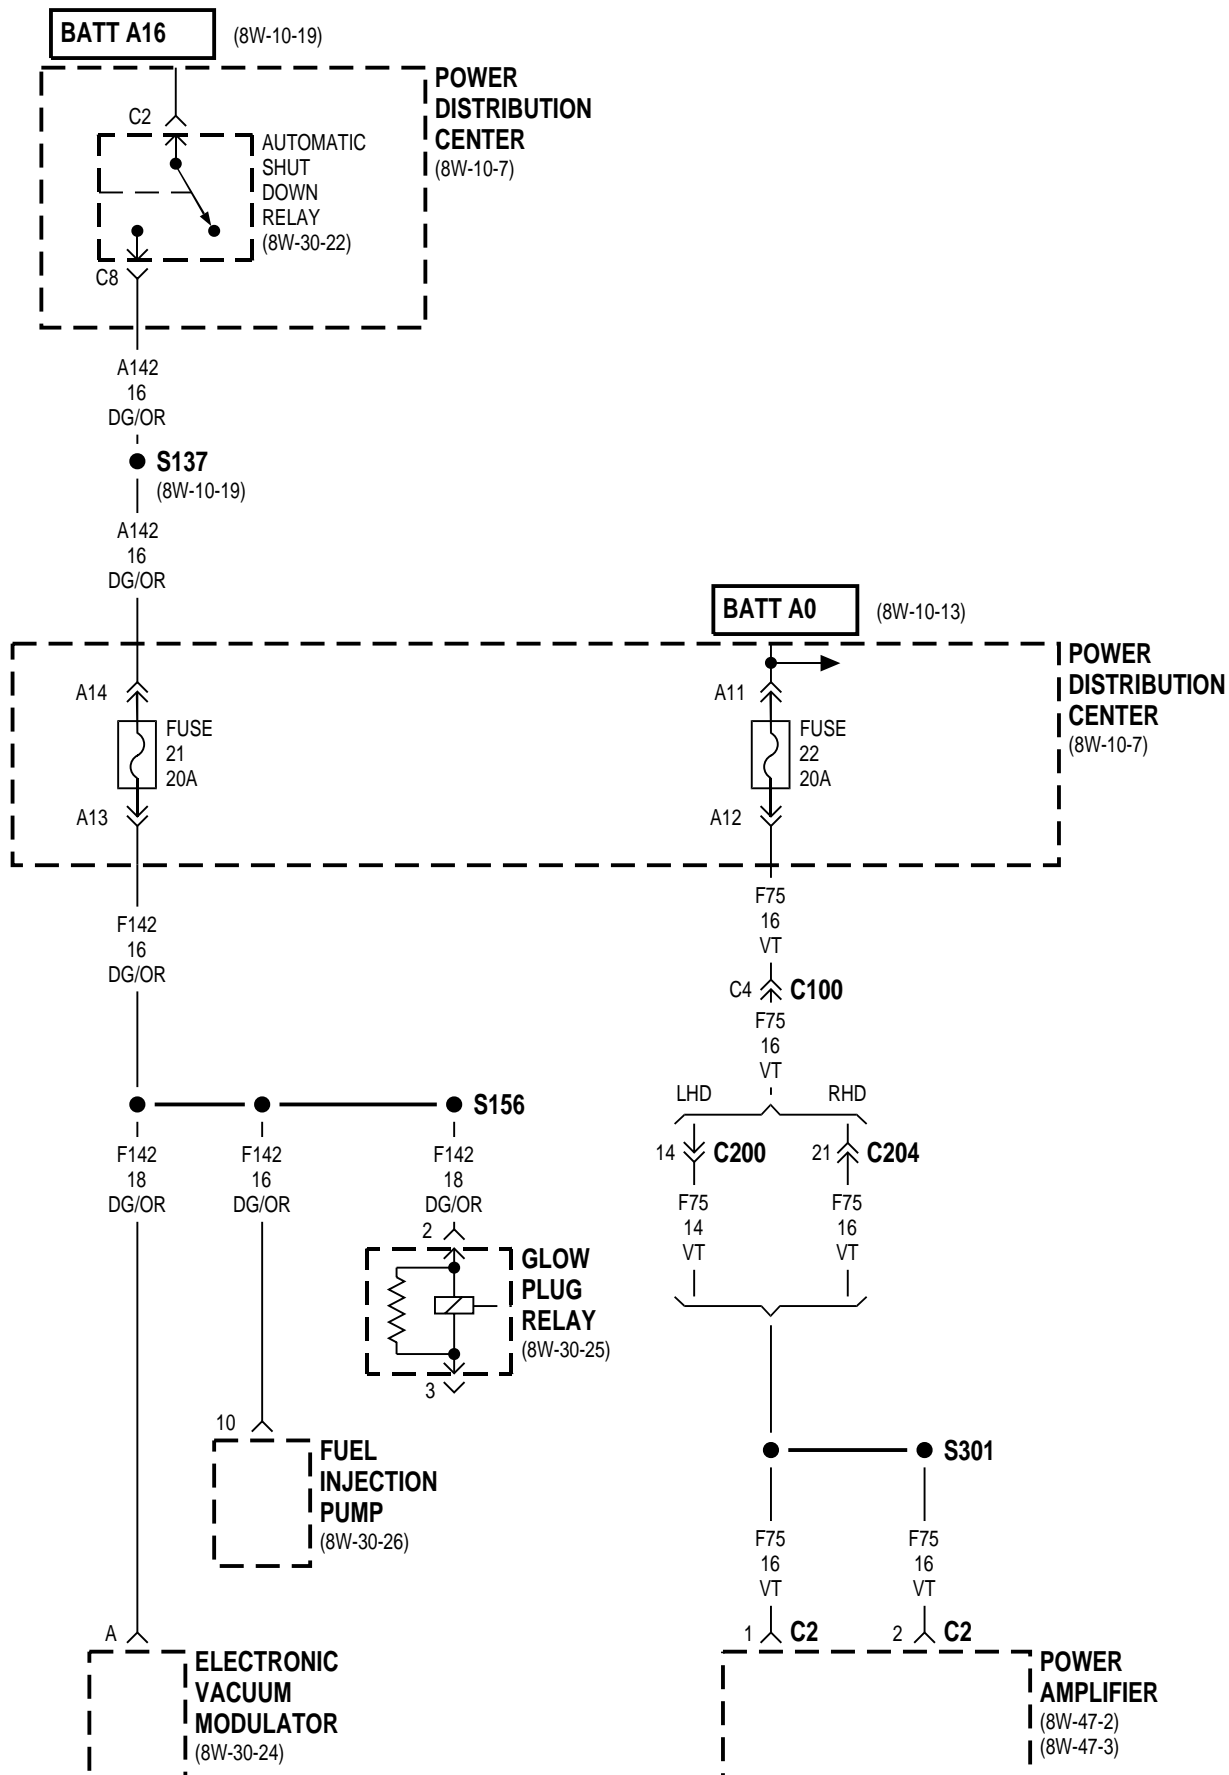 BATT A16
(8W-10-19)
POWER
DISTRIBUTION
CENTER
(8W-10-7)
C2
AUTOMATIC
SHUT
DOWN
RELAY
(8W-30-22)
C8
A142
16
DG/OR
S137
(8W-10-19)
A142
16
DG/OR
BATT A0
(8W-10-13)
POWER
DISTRIBUTION
CENTER
(8W-10-7)
A14
FUSE
21
20A
A13
A11
FUSE
22
20A
A12
F142
16
DG/OR
F75
16
VT
C4
C100
F75
16
VT
LHD
RHD
S156
14
C200
21
C204
F142
18
DG/OR
F142
16
DG/OR
F142
18
DG/OR
F75
14
VT
F75
16
VT
2
GLOW
PLUG
RELAY
(8W-30-25)
3
10
FUEL
INJECTION
PUMP
(8W-30-26)
S301
F75
16
VT
F75
16
VT
A
ELECTRONIC
VACUUM
MODULATOR
(8W-30-24)
1
C2
2
C2
POWER
AMPLIFIER
(8W-47-2)
(8W-47-3)